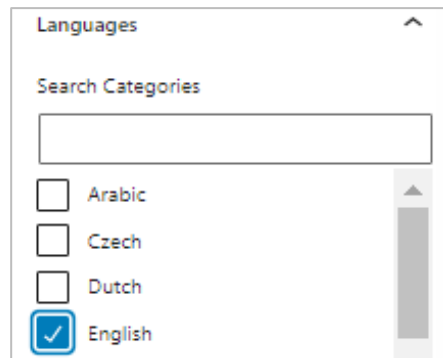 Languages
Search Categories
Arabic
Czech
Dutch
English